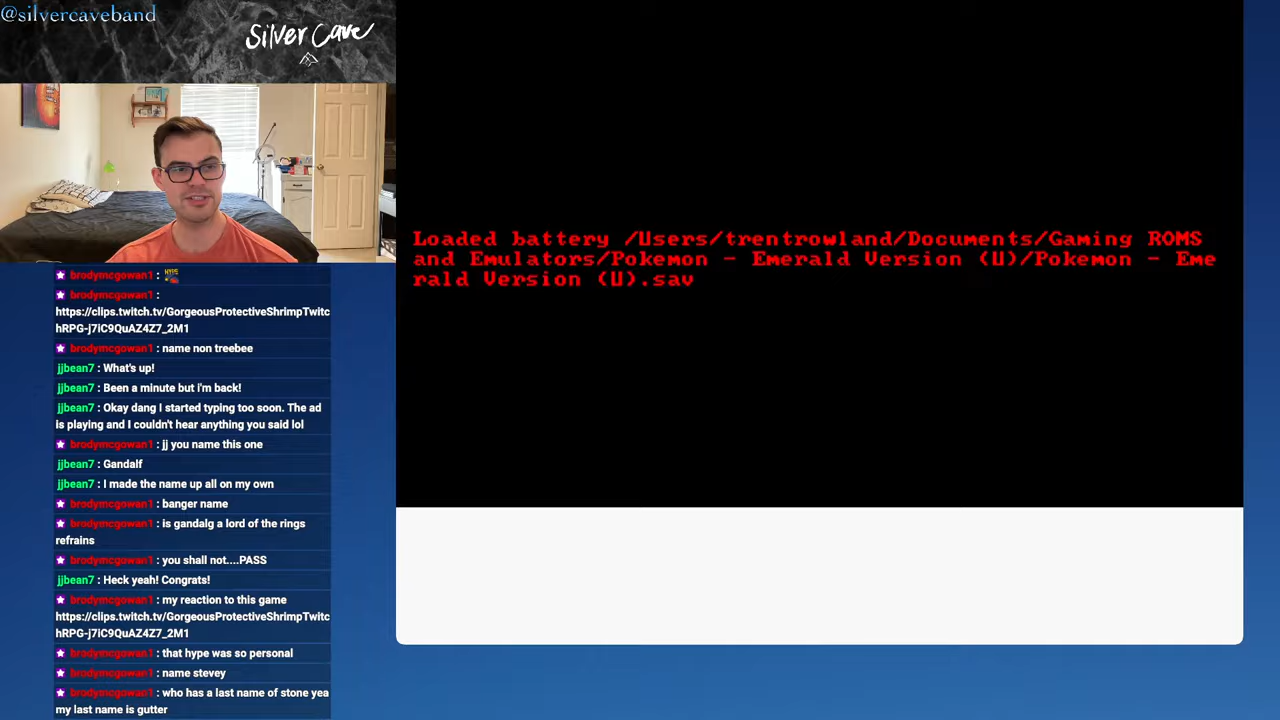 @silvercaveband
Silver Cave
brodymcgowan1 : HYPE
brodymcgowan1 :
https://clips.twitch.tv/GorgeousProtectiveShrimpTwitc
hRPG-j7iC9QuAZ4Z7_2M1
brodymcgowan1 : name non treebee
jjbean7 : What's up!
jjbean7 : Been a minute but i'm back!
jjbean7 : Okay dang I started typing too soon. The ad
is playing and I couldn't hear anything you said lol
brodymcgowan1 : jj you name this one
jjbean7 : Gandalf
jjbean7 : I made the name up all on my own
brodymcgowan1 : banger name
brodymcgowan1 : is gandalg a lord of the rings
refrains
brodymcgowan1 : you shall not....PASS
jjbean7 : Heck yeah! Congrats!
brodymcgowan1 : my reaction to this game
https://clips.twitch.tv/GorgeousProtectiveShrimpTwitc
hRPG-j7iC9QuAZ4Z7_2M1
brodymcgowan1 : that hype was so personal
brodymcgowan1 : name stevey
brodymcgowan1 : who has a last name of stone yea
my last name is gutter
Loaded battery /Users/trentrowland/Documents/Gaming ROMS
and Emulators/Pokemon - Emerald Version (U)/Pokemon - Eme
rald Version (U).sav